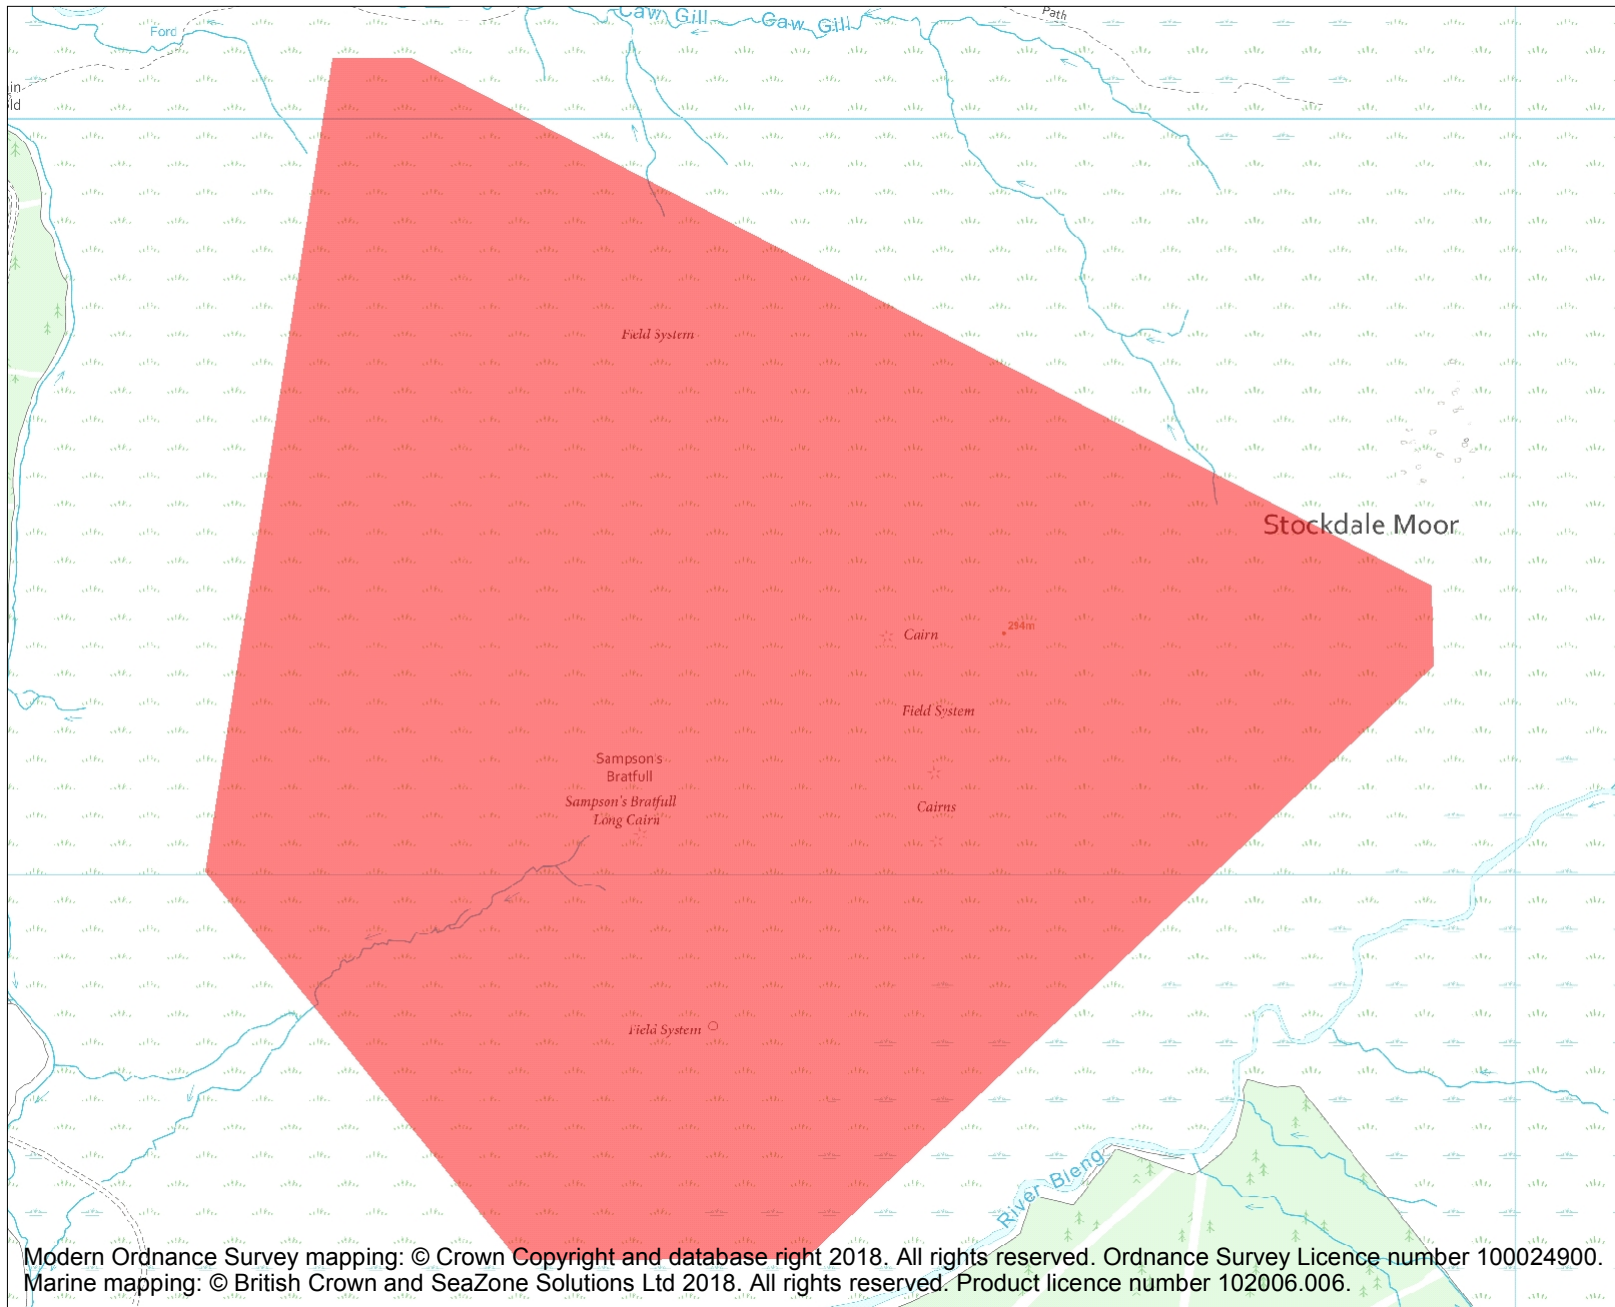 Caw Gill
Gaw Gill
Path
Ford
in
ld
Field System
Stockdale Moor
294m
Cairn
Field System
Sampson's
Bratfull
Sampson's Bratfull
Long Cairn
Cairns
Field System
River Bleng
Modern Ordnance Survey mapping: © Crown Copyright and database right 2018. All rights reserved. Ordnance Survey Licence number 100024900.
Marine mapping: © British Crown and SeaZone Solutions Ltd 2018. All rights reserved. Product licence number 102006.006.